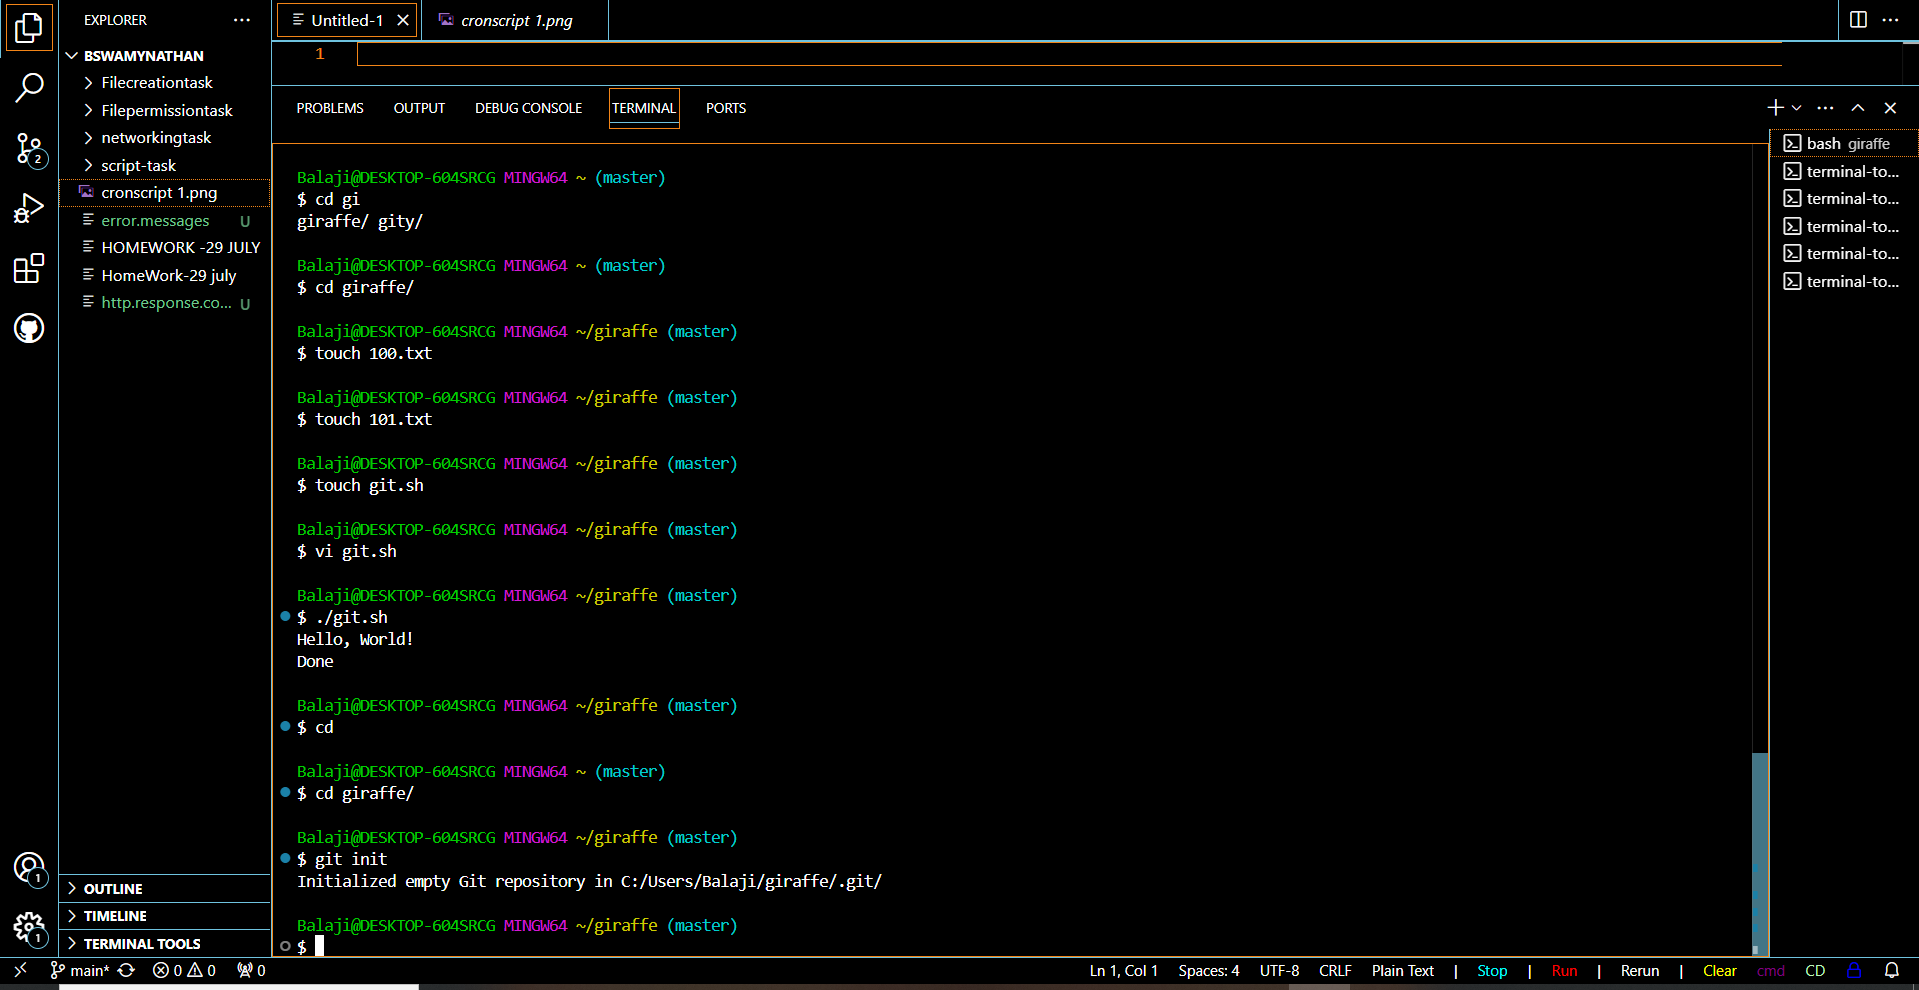 EXPLORER
BSWAMYNATHAN
Filecreationtask
Filepermissiontask
networkingtask
script-task
cronscript 1.png
error.messages U
HOMEWORK -29 JULY
HomeWork-29 july
http.response.co... U
OUTLINE
TIMELINE
TERMINAL TOOLS
2
1
1
Untitled-1
cronscript 1.png
1
PROBLEMS OUTPUT DEBUG CONSOLE TERMINAL PORTS
Balaji@DESKTOP-604SRCG MINGW64 ~ (master)
$ cd gi
giraffe/ gity/
Balaji@DESKTOP-604SRCG MINGW64 ~ (master)
$ cd giraffe/
Balaji@DESKTOP-604SRCG MINGW64 ~/giraffe (master)
$ touch 100.txt
Balaji@DESKTOP-604SRCG MINGW64 ~/giraffe (master)
$ touch 101.txt
Balaji@DESKTOP-604SRCG MINGW64 ~/giraffe (master)
$ touch git.sh
Balaji@DESKTOP-604SRCG MINGW64 ~/giraffe (master)
$ vi git.sh
Balaji@DESKTOP-604SRCG MINGW64 ~/giraffe (master)
$ ./git.sh
Hello, World!
Done
Balaji@DESKTOP-604SRCG MINGW64 ~/giraffe (master)
$ cd
Balaji@DESKTOP-604SRCG MINGW64 ~ (master)
$ cd giraffe/
Balaji@DESKTOP-604SRCG MINGW64 ~/giraffe (master)
$ git init
Initialized empty Git repository in C:/Users/Balaji/giraffe/.git/
Balaji@DESKTOP-604SRCG MINGW64 ~/giraffe (master)
$
bash giraffe
terminal-to...
terminal-to...
terminal-to...
terminal-to...
terminal-to...
main* 0 0 0 Ln 1, Col 1 Spaces: 4 UTF-8 CRLF Plain Text | Stop | Run | Rerun | Clear cmd CD